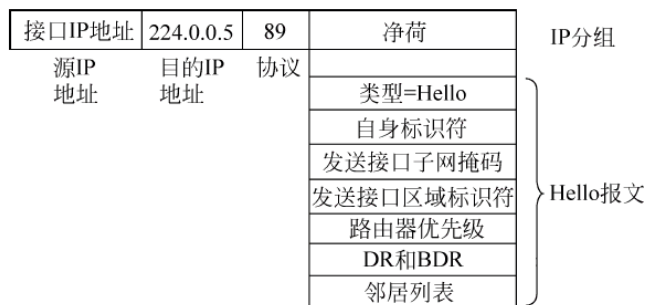 接口IP地址 224.0.0.5 89 净荷 IP分组
源IP地址 目的IP地址 协议
类型=Hello
自身标识符
发送接口子网掩码
发送接口区域标识符 Hello报文
路由器优先级
DR和BDR
邻居列表